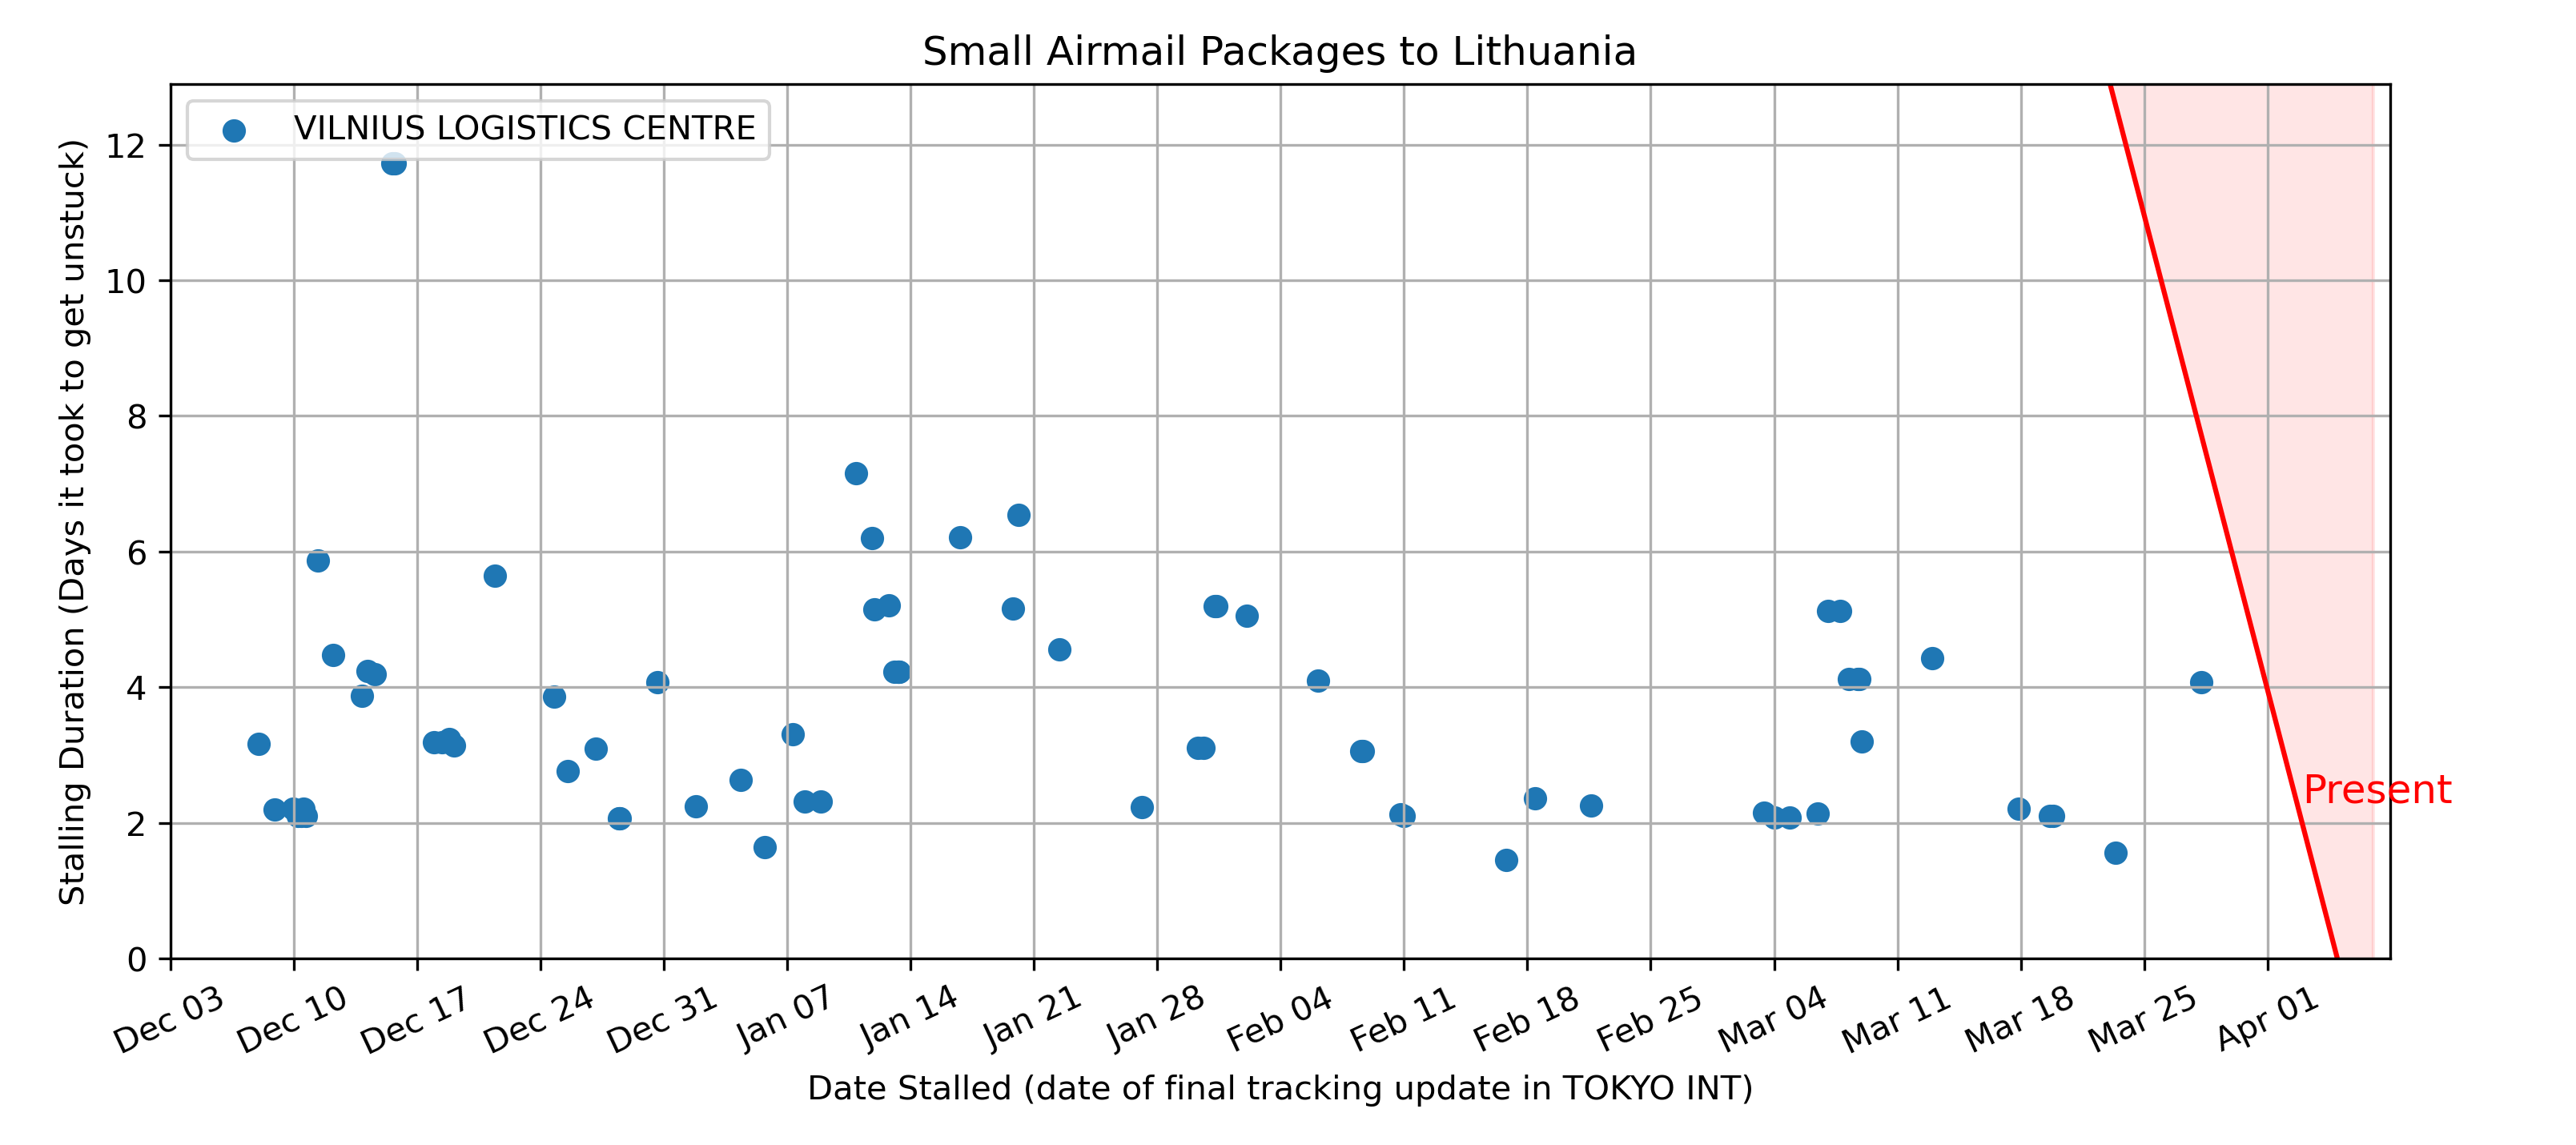 Small Airmail Packages to Lithuania
VILNIUS LOGISTICS CENTRE
Stalling Duration (Days it took to get unstuck)
12
10
8
6
4
2
0
Present
Dec 03
Dec 10
Dec 17
Dec 24
Dec 31
Jan 07
Jan 14
Jan 21
Jan 28
Feb 04
Feb 11
Feb 18
Feb 25
Mar 04
Mar 11
Mar 18
Mar 25
Apr 01
Date Stalled (date of final tracking update in TOKYO INT)